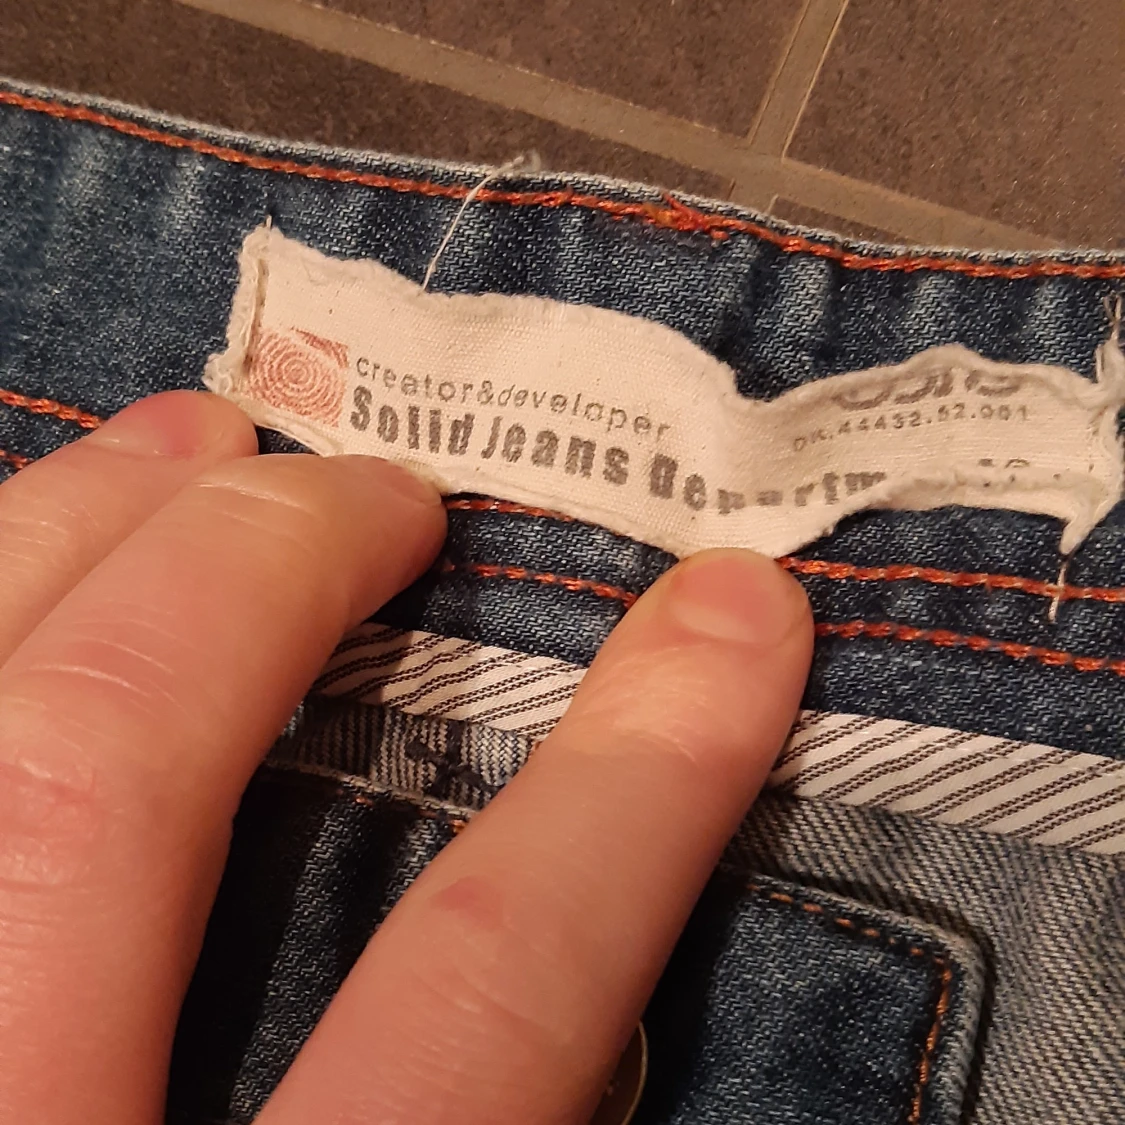 creator&developer
Solid Jeans Departm
DK.44432.52.001